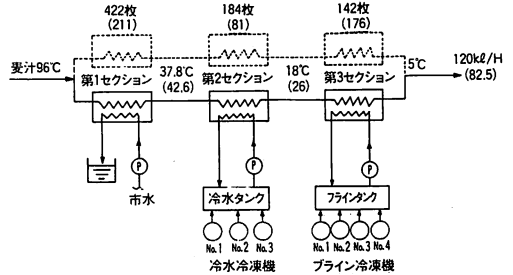 422枚
(211)
184枚
(81)
142枚
(176)
麦汁96℃
第1セクション
37.8℃
(42.6)
第2セクション
18℃
(26)
第3セクション
5℃
120kℓ/H
(82.5)
P
P
P
市水
冷水タンク
フラインタンク
No.1
No.2
No.3
No.1
No.2
No.3
No.4
冷水冷凍機
ブライン冷凍機